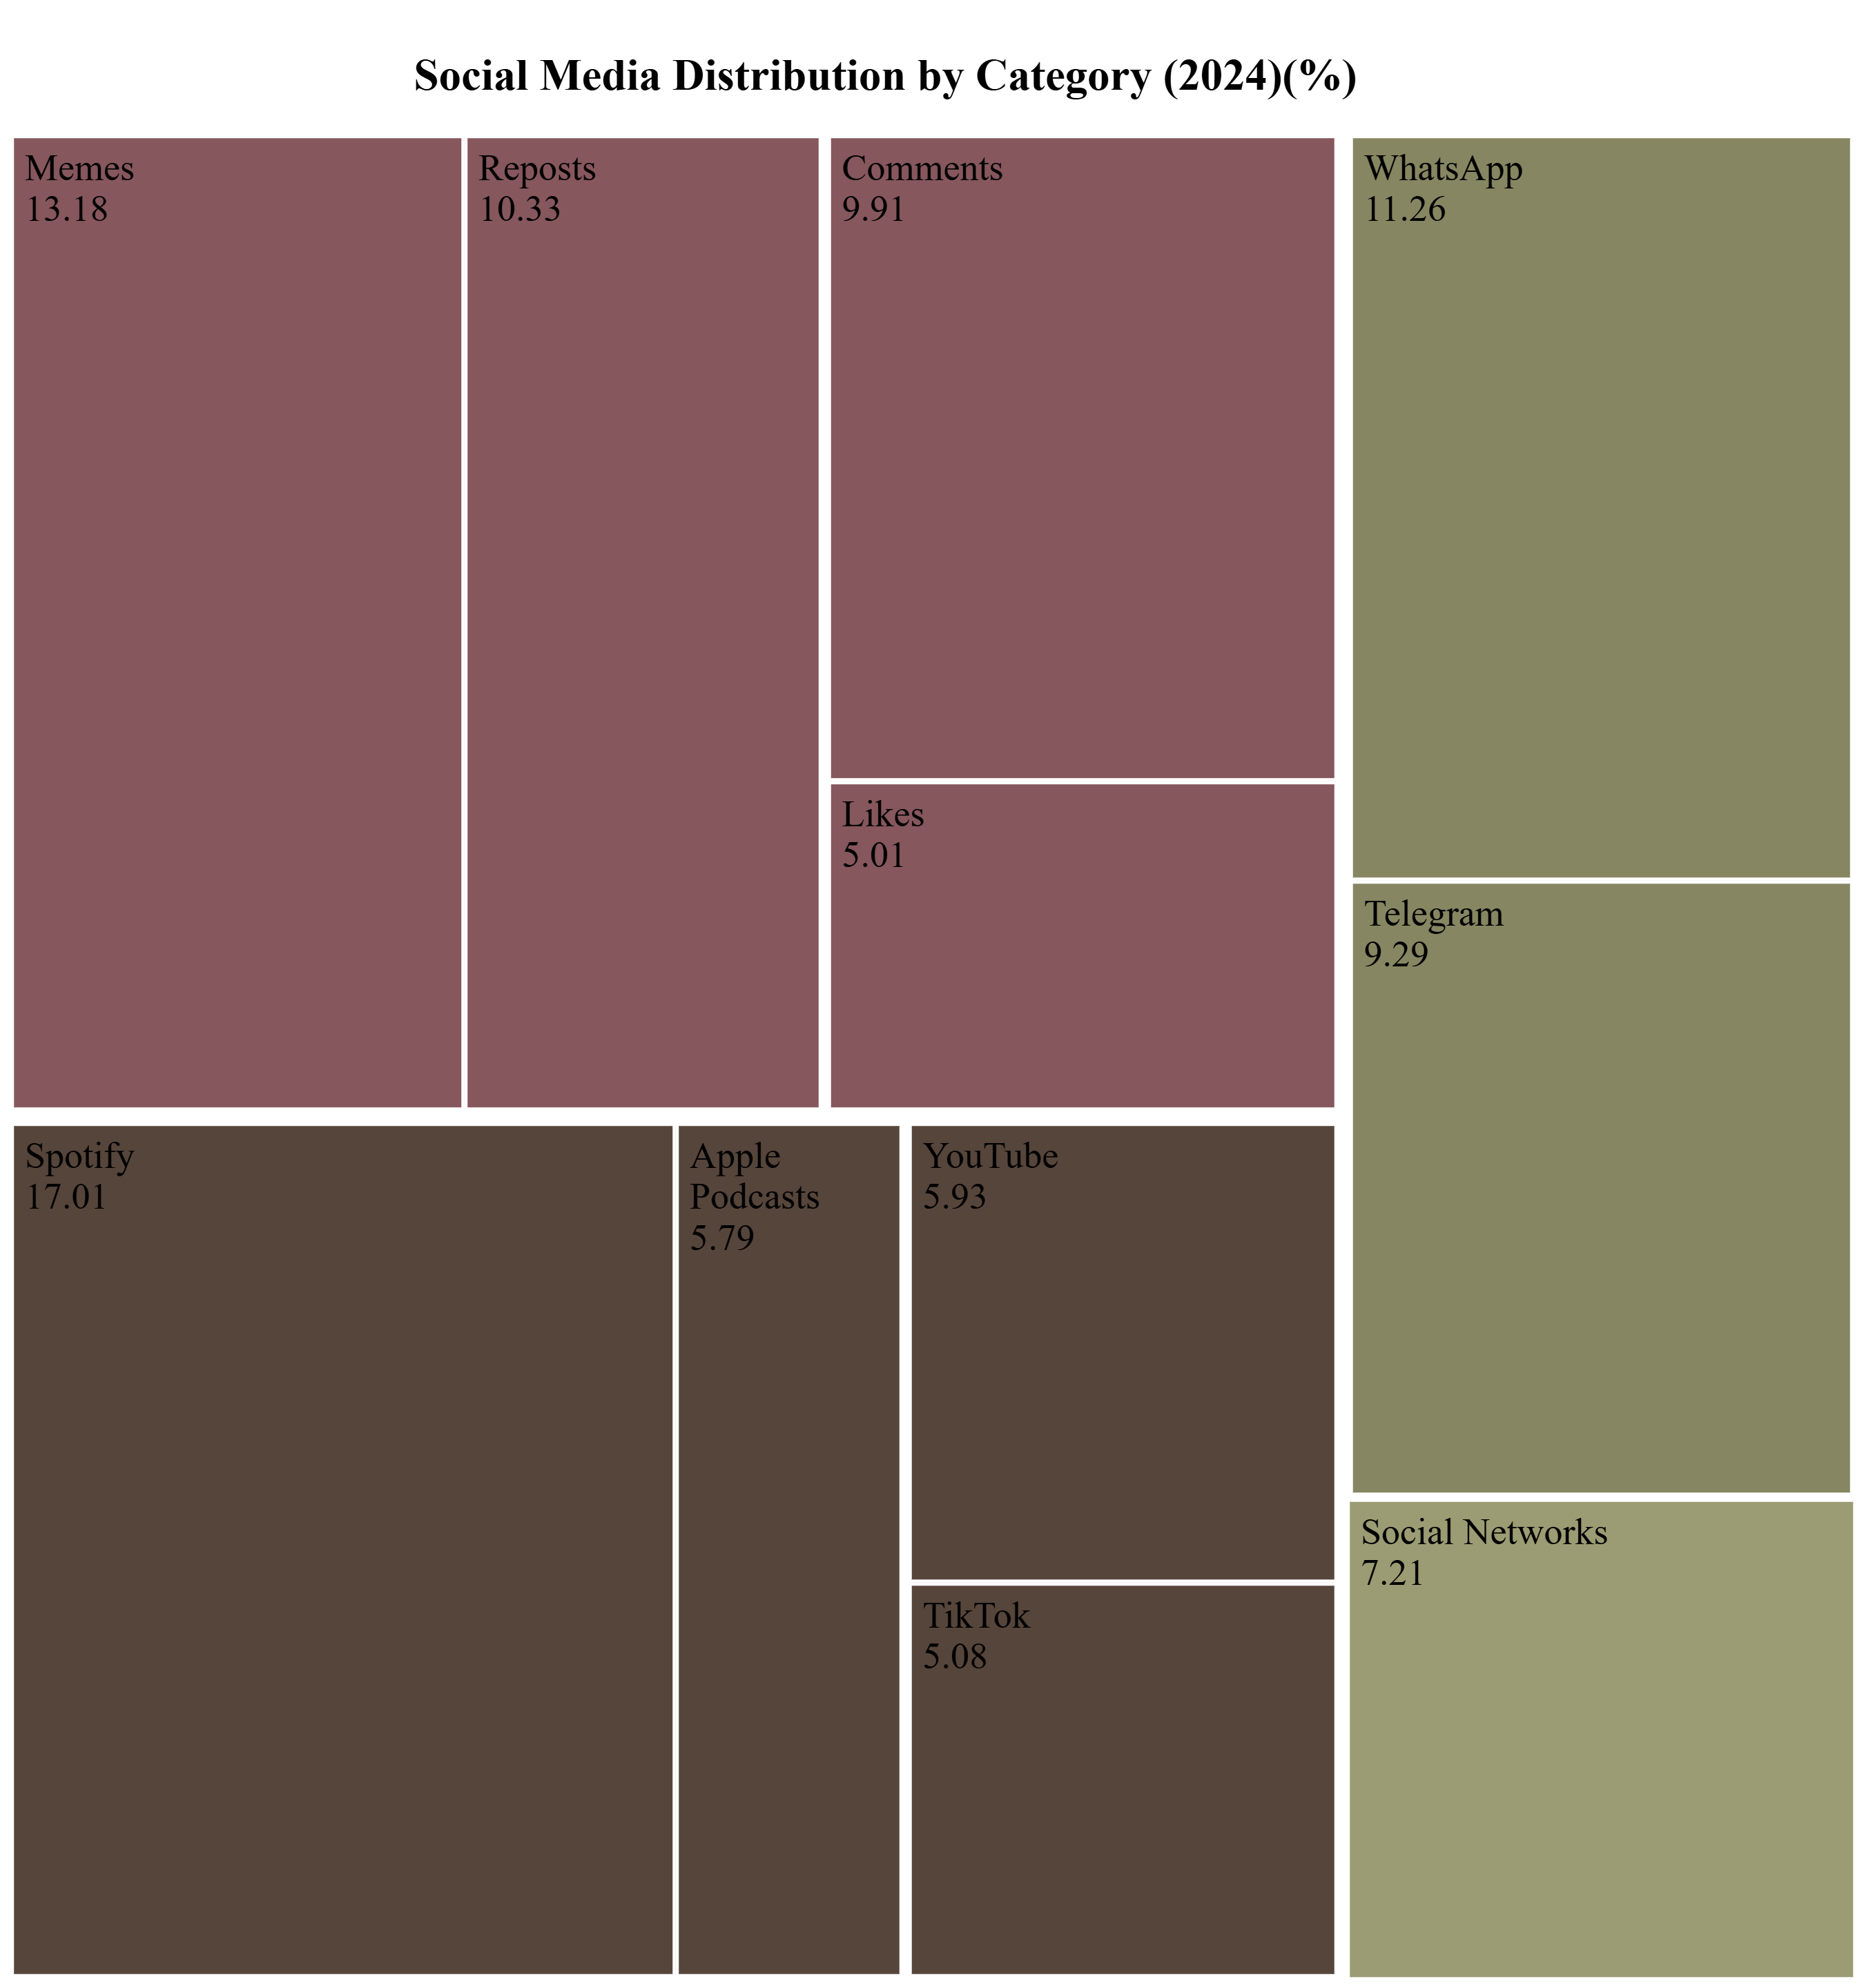 Social Media Distribution by Category (2024)(%)
Memes
13.18
Reposts
10.33
Comments
9.91
Likes
5.01
WhatsApp
11.26
Telegram
9.29
Spotify
17.01
Apple
Podcasts
5.79
YouTube
5.93
TikTok
5.08
Social Networks
7.21